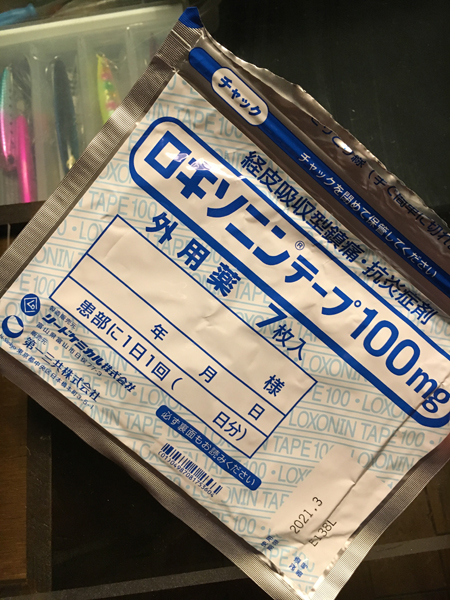 チャック
チャックを閉めて保管してください
経皮吸収型鎮痛・抗炎症剤
ロキソニン®テープ100mg
外用薬 7枚入
様
年 月 日
患部に1日1回( 日分)
必ず裏面もお読みください
リードケミカル株式会社
第一三共株式会社
LOXONIN TAPE 100
2021.3
E138L